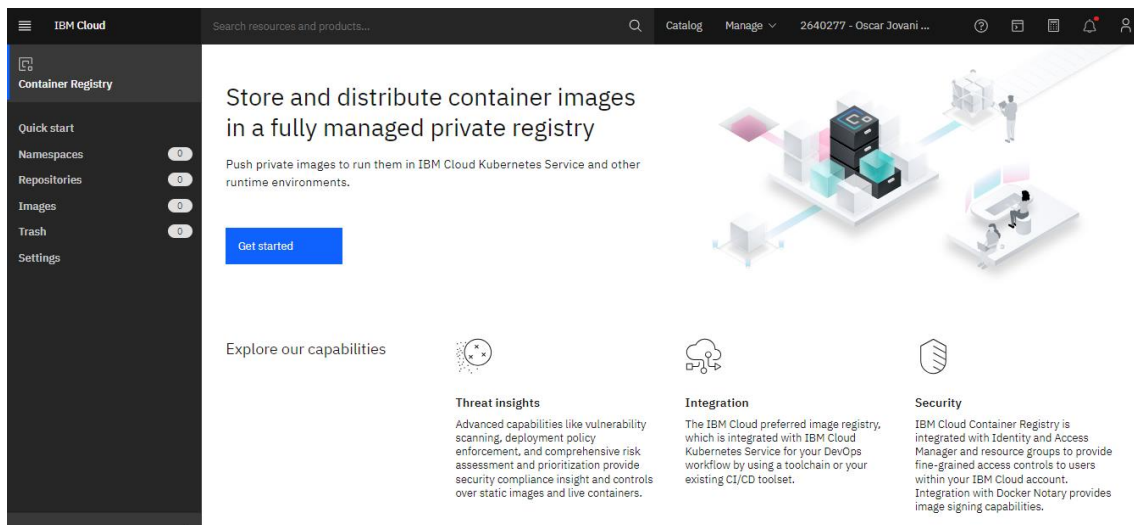 IBM Cloud
Search resources and products...
Catalog
Manage
2640277 - Oscar Jovani ...
Container Registry
Quick start
Namespaces 0
Repositories 0
Images 0
Trash 0
Settings
Store and distribute container images
in a fully managed private registry
Push private images to run them in IBM Cloud Kubernetes Service and other
runtime environments.
Get started
Explore our capabilities
Threat insights
Advanced capabilities like vulnerability
scanning, deployment policy
enforcement, and comprehensive risk
assessment and prioritization provide
security compliance insight and controls
over static images and live containers.
Integration
The IBM Cloud preferred image registry,
which is integrated with IBM Cloud
Kubernetes Service for your DevOps
workflow by using a toolchain or your
existing CI/CD toolset.
Security
IBM Cloud Container Registry is
integrated with Identity and Access
Manager and resource groups to provide
fine-grained access controls to users
within your IBM Cloud account.
Integration with Docker Notary provides
image signing capabilities.